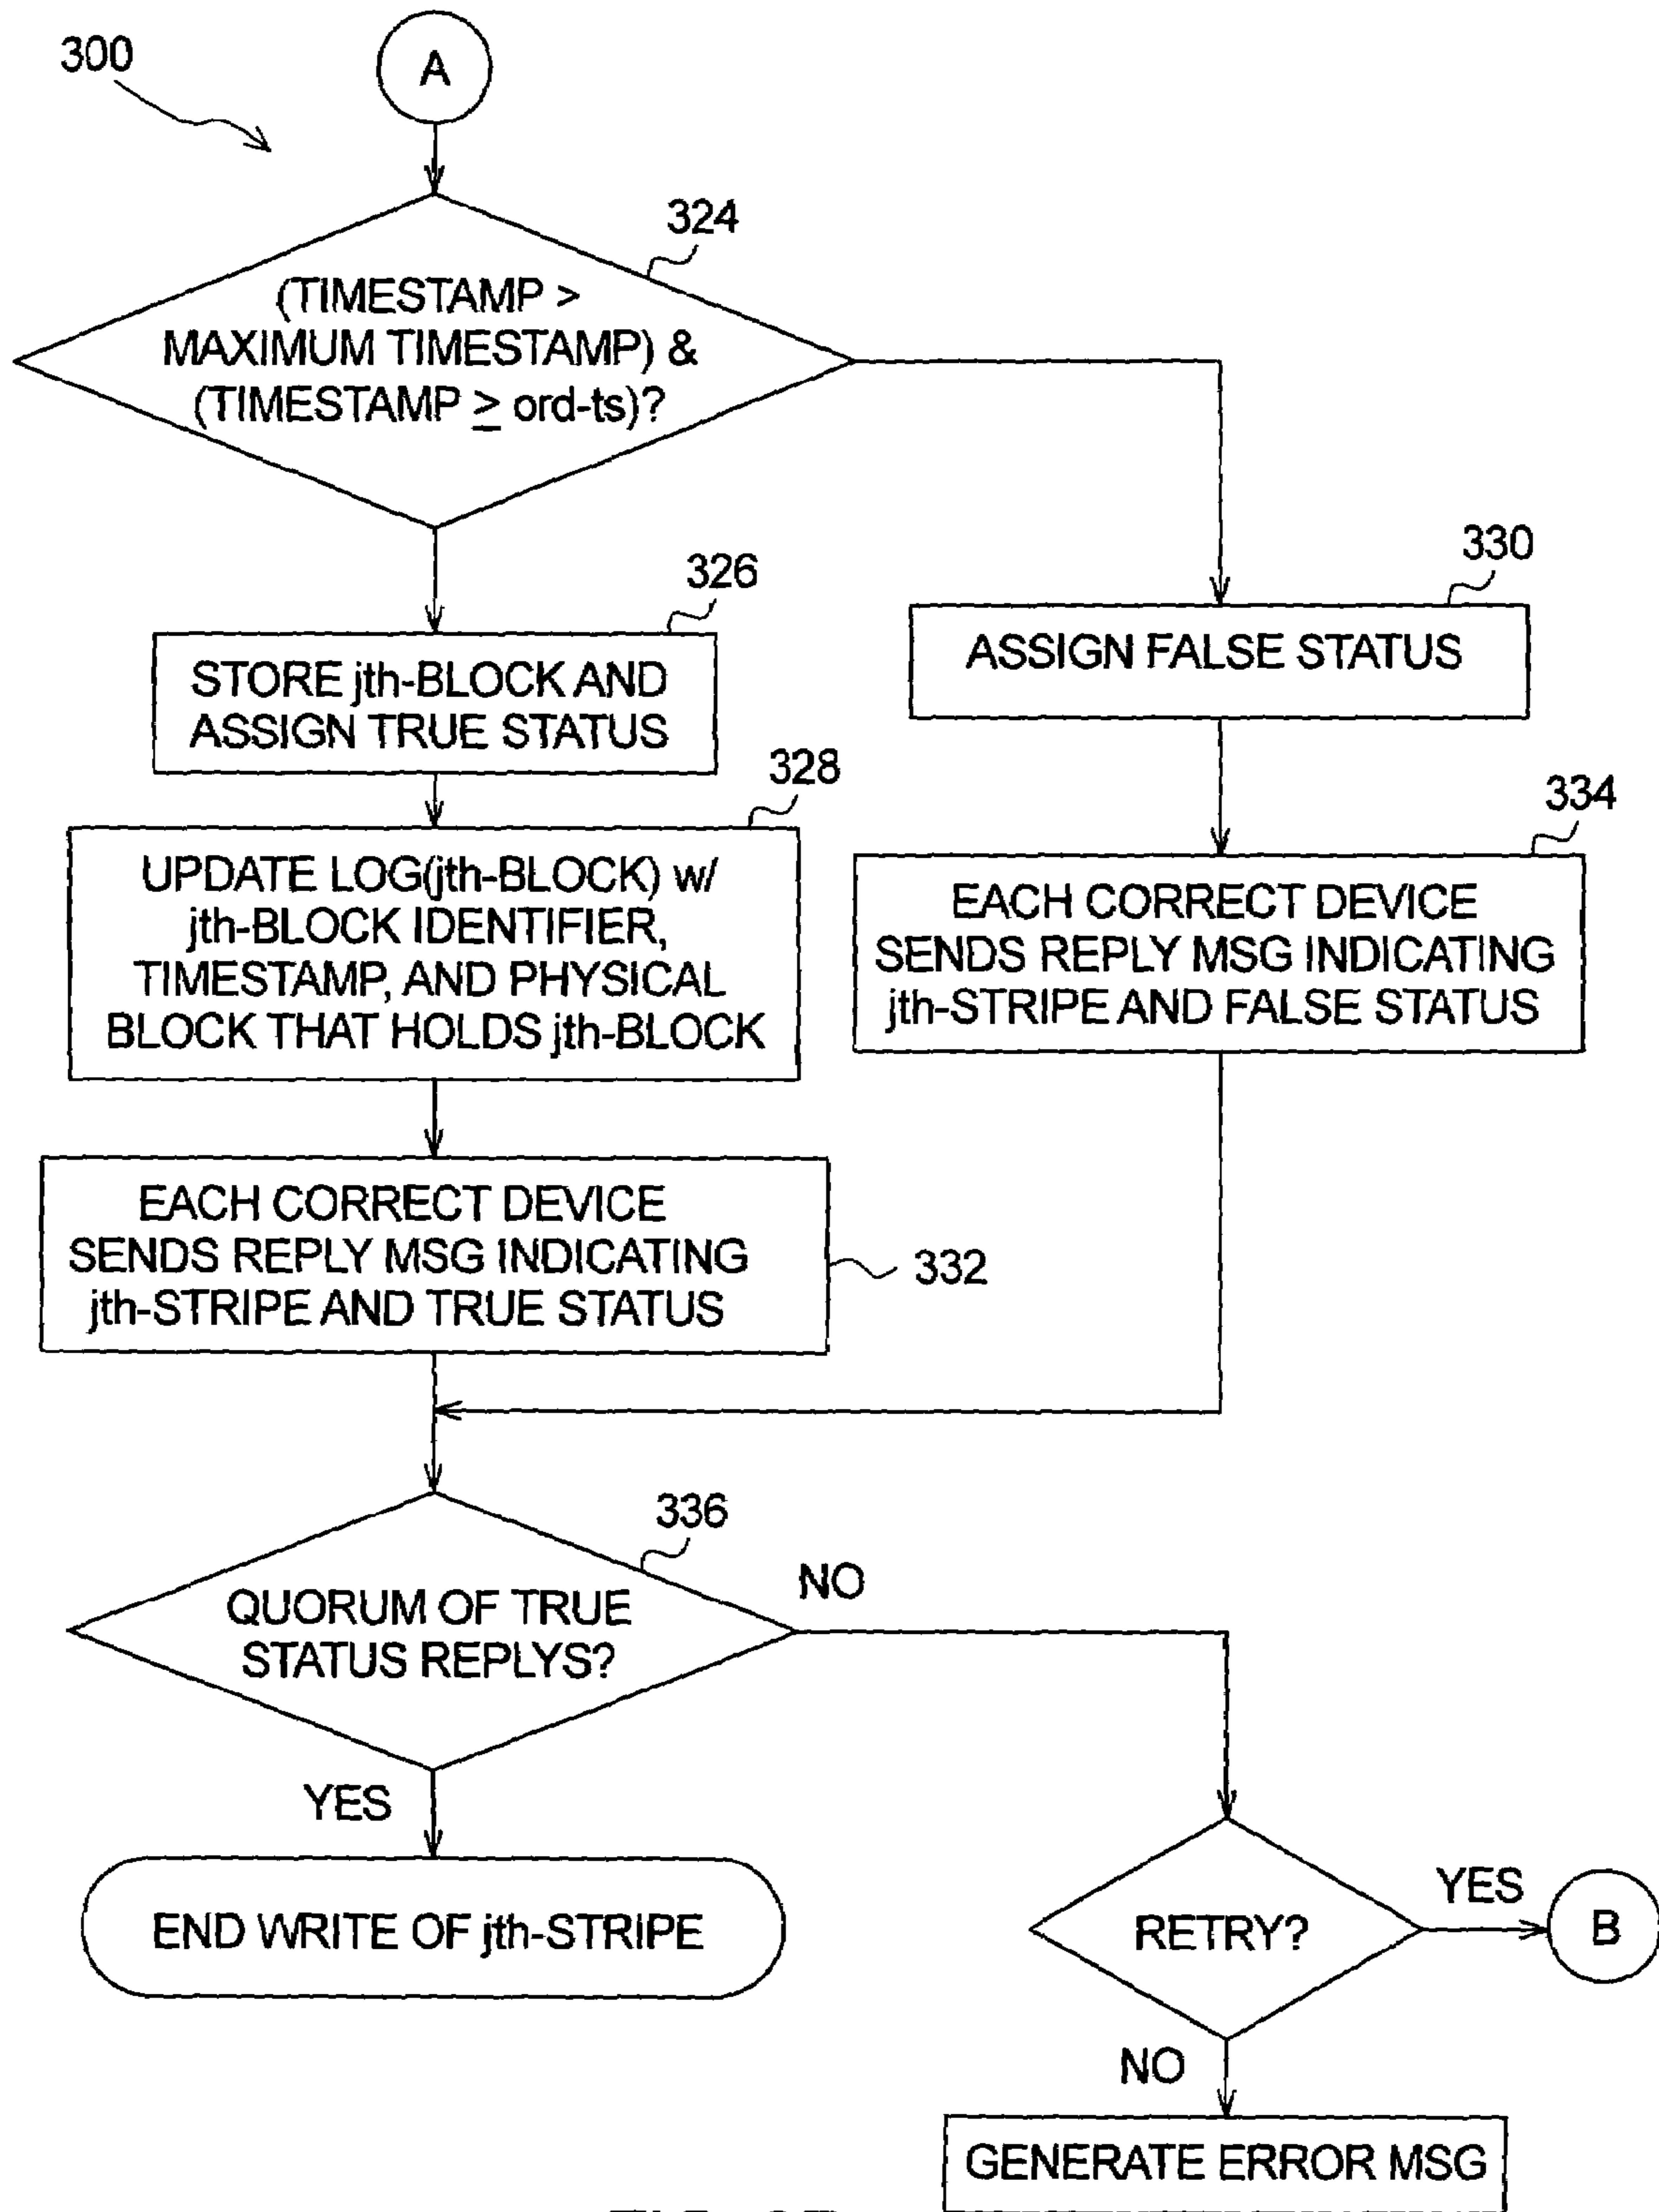 300
A
324
(TIMESTAMP >
MAXIMUM TIMESTAMP) &
(TIMESTAMP ≥ ord-ts)?
326
STORE jth-BLOCK AND
ASSIGN TRUE STATUS
330
ASSIGN FALSE STATUS
328
UPDATE LOG(jth-BLOCK) w/
jth-BLOCK IDENTIFIER,
TIMESTAMP, AND PHYSICAL
BLOCK THAT HOLDS jth-BLOCK
334
EACH CORRECT DEVICE
SENDS REPLY MSG INDICATING
jth-STRIPE AND FALSE STATUS
EACH CORRECT DEVICE
SENDS REPLY MSG INDICATING
jth-STRIPE AND TRUE STATUS
332
336
QUORUM OF TRUE
STATUS REPLYS?
NO
YES
END WRITE OF jth-STRIPE
RETRY?
YES
B
NO
GENERATE ERROR MSG